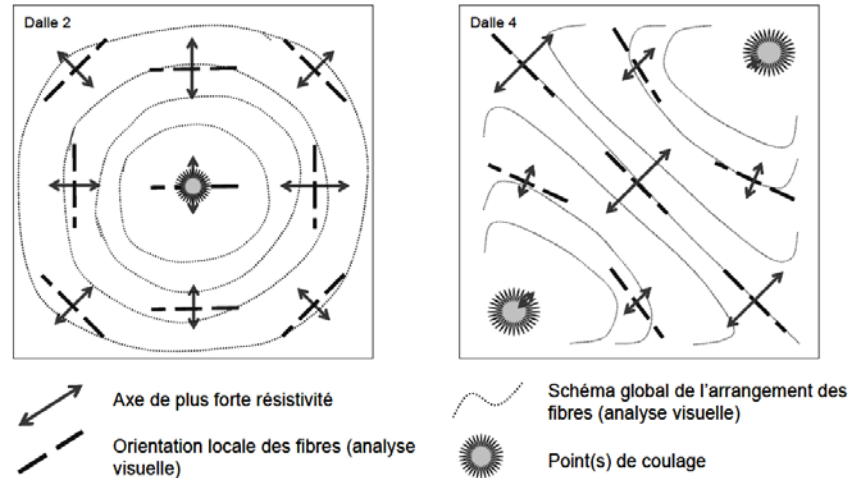 Dalle 2
Dalle 4
Axe de plus forte résistivité
Orientation locale des fibres (analyse
visuelle)
Schéma global de l'arrangement des
fibres (analyse visuelle)
Point(s) de coulage